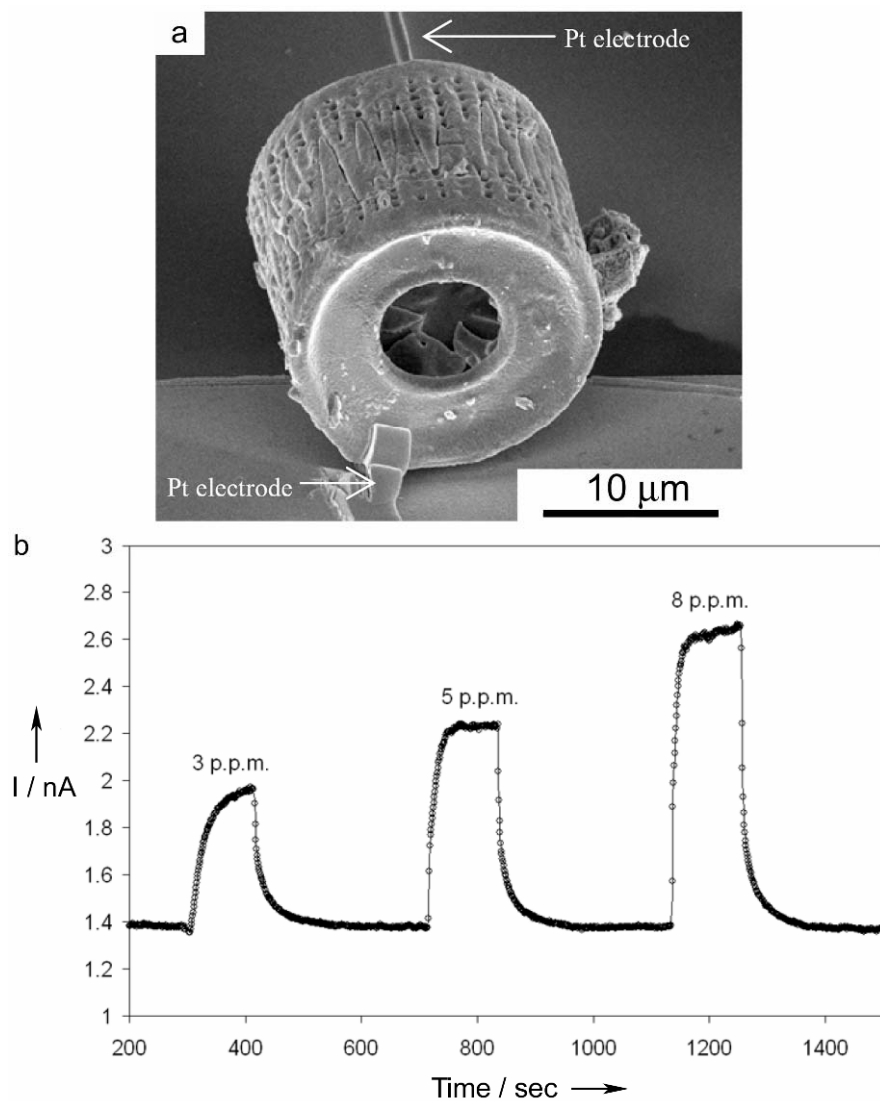 a
Pt electrode
Pt electrode
10 μm
b
3
2.8
2.6
2.4
2.2
2
1.8
1.6
1.4
1.2
1
I / nA
3 p.p.m.
5 p.p.m.
8 p.p.m.
200 400 600 800 1000 1200 1400
Time / sec